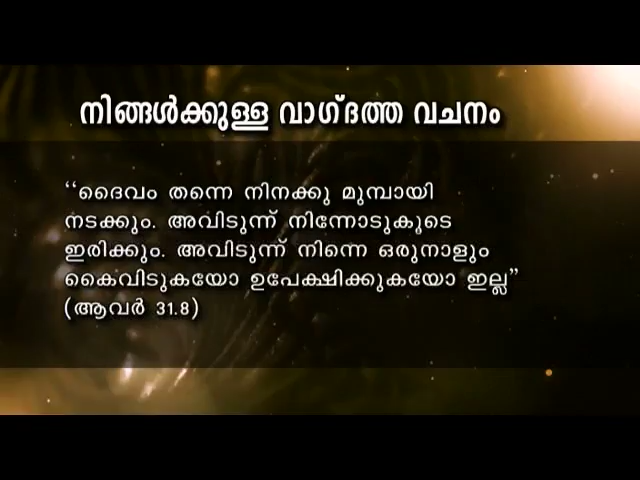 നിങ്ങൾക്കുള്ള വാഗ്ദത്ത വചനം
“ദൈവം തന്നെ നിനക്കു മുമ്പായി
നടക്കും. അവിടുന്ന് നിന്നോടുകൂടെ
ഇരിക്കും. അവിടുന്ന് നിന്നെ ഒരുനാളും
കൈവിടുകയോ ഉപേക്ഷിക്കുകയോ ഇല്ല”
(ആവർ 31.8)